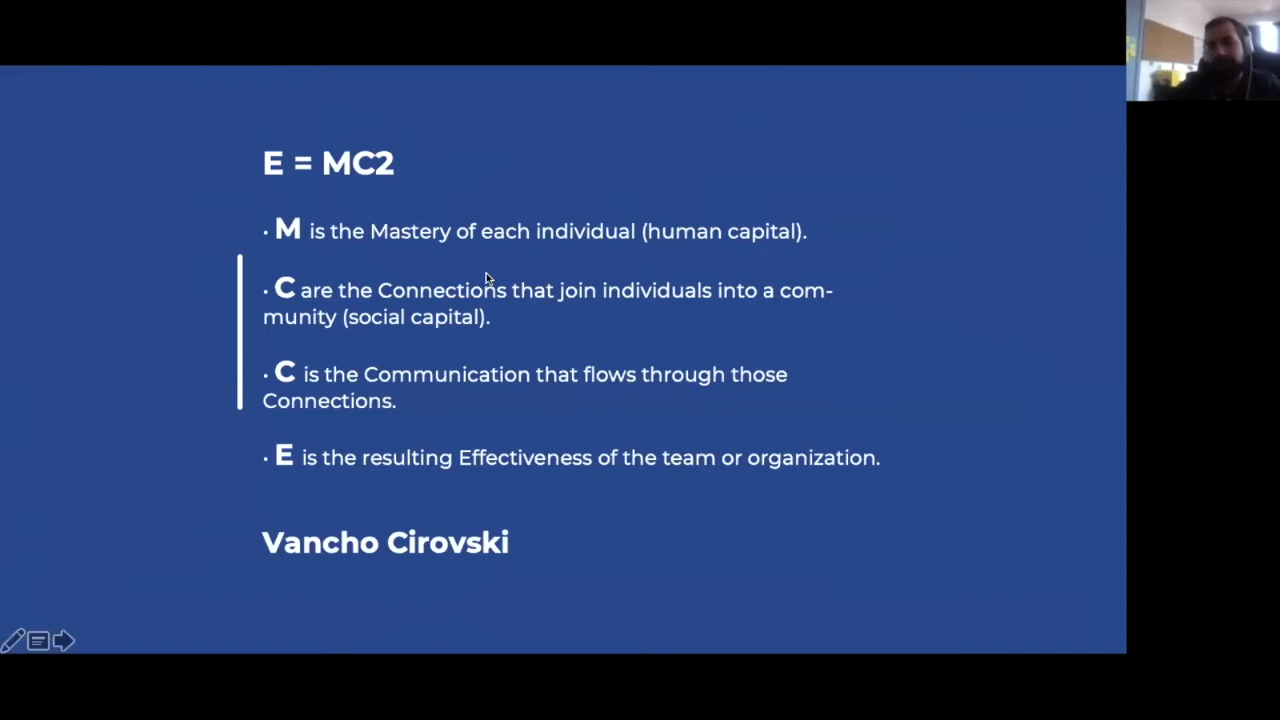 E = MC2
· M is the Mastery of each individual (human capital).
· C are the Connections that join individuals into a com-
munity (social capital).
· C is the Communication that flows through those
Connections.
· E is the resulting Effectiveness of the team or organization.
Vancho Cirovski